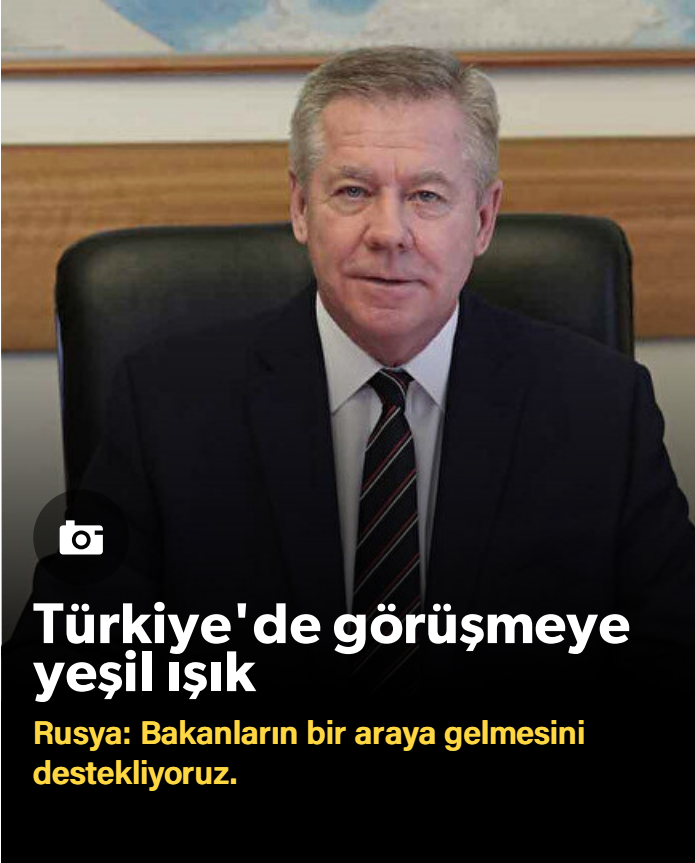 Türkiye'de görüşmeye
yeşil ışık
Rusya: Bakanların bir araya gelmesini
destekliyoruz.